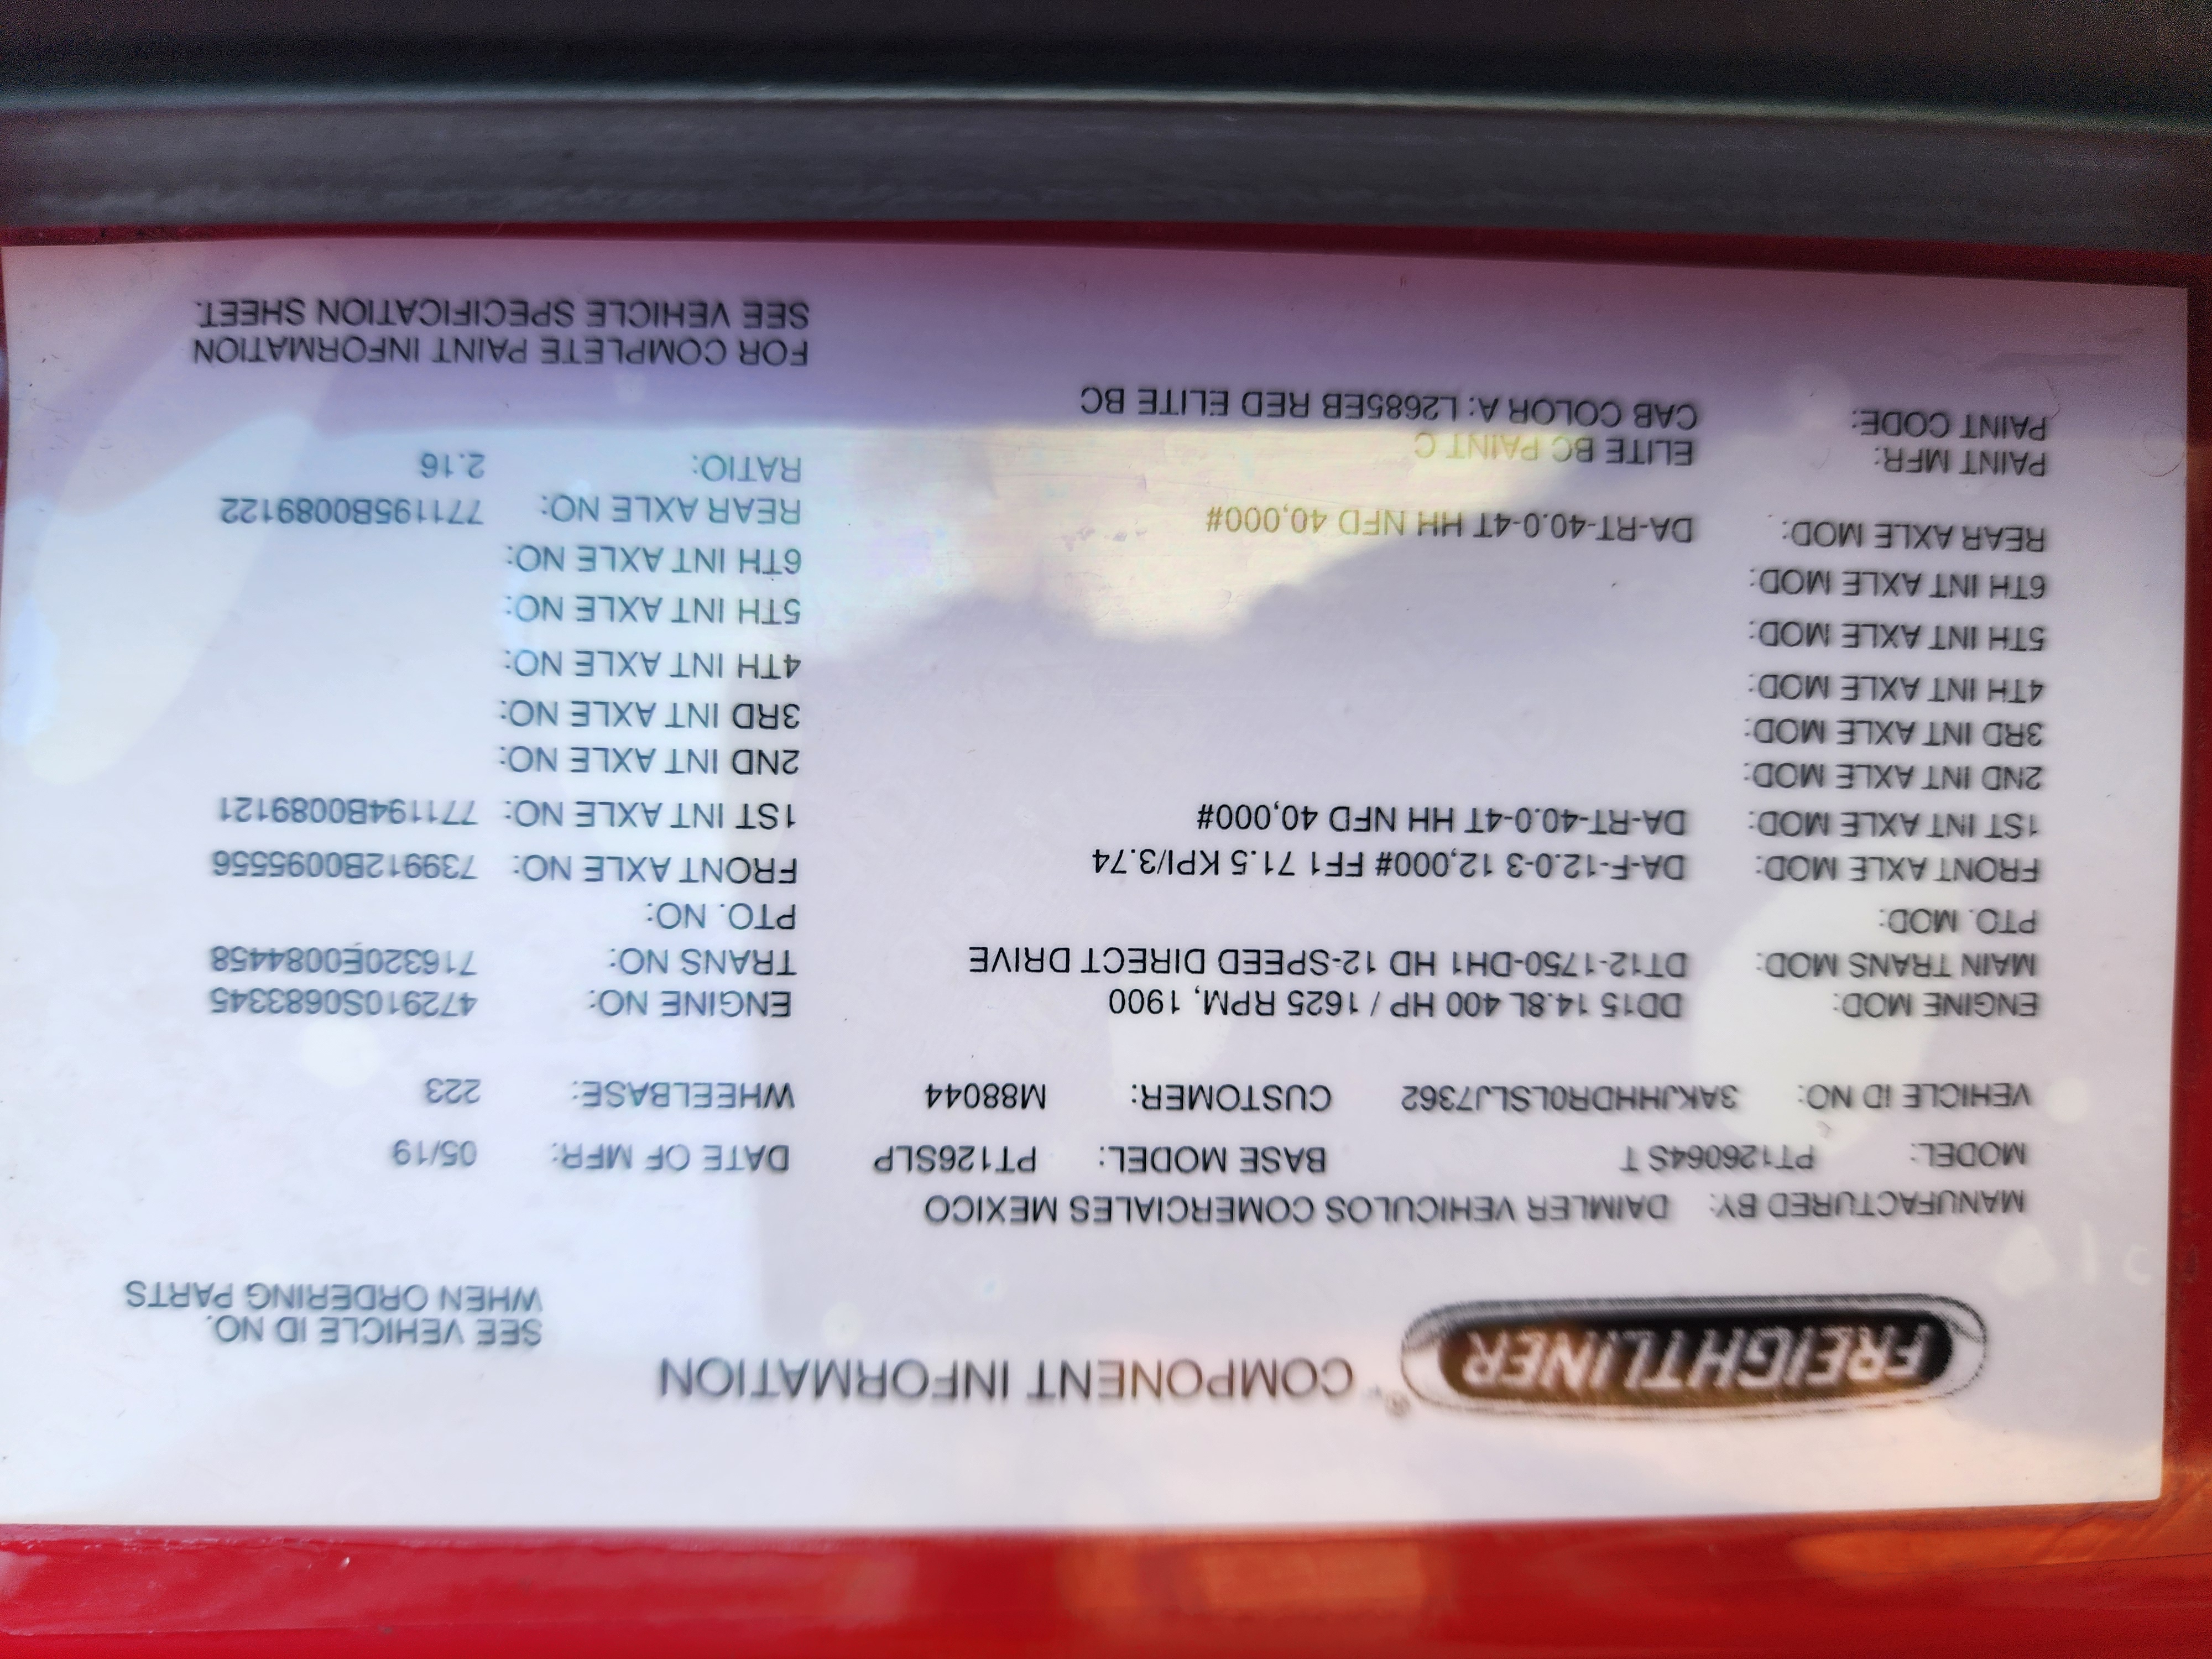 FREIGHTLINER® COMPONENT INFORMATION
SEE VEHICLE ID NO.
WHEN ORDERING PARTS
MANUFACTURED BY: DAIMLER VEHICULOS COMERCIALES MEXICO
MODEL: PT126064S T BASE MODEL: PT126SLP DATE OF MFR: 05/19
VEHICLE ID NO: 3AKJHHDR0LSLJ7362 CUSTOMER: M88044 WHEELBASE: 223
ENGINE MOD: DD15 14.8L 400 HP / 1625 RPM, 1900 ENGINE NO: 472910S0683345
MAIN TRANS MOD: DT12-1750-DH1 HD 12-SPEED DIRECT DRIVE TRANS NO: 716320E0084458
PTO. MOD: PTO. NO:
FRONT AXLE MOD: DA-F-12.0-3 12,000# FF1 71.5 KPI/3.74 FRONT AXLE NO: 739912B0095556
1ST INT AXLE MOD: DA-RT-40.0-4T HH NFD 40,000# 1ST INT AXLE NO: 771194B0089121
2ND INT AXLE MOD: 2ND INT AXLE NO:
3RD INT AXLE MOD: 3RD INT AXLE NO:
4TH INT AXLE MOD: 4TH INT AXLE NO:
5TH INT AXLE MOD: 5TH INT AXLE NO:
6TH INT AXLE MOD: 6TH INT AXLE NO:
REAR AXLE MOD: DA-RT-40.0-4T HH NFD 40,000# REAR AXLE NO: 771195B0089122
RATIO: 2.16
PAINT MFR: ELITE BC PAINT C
PAINT CODE: CAB COLOR A: L2685EB RED ELITE BC
FOR COMPLETE PAINT INFORMATION
SEE VEHICLE SPECIFICATION SHEET.